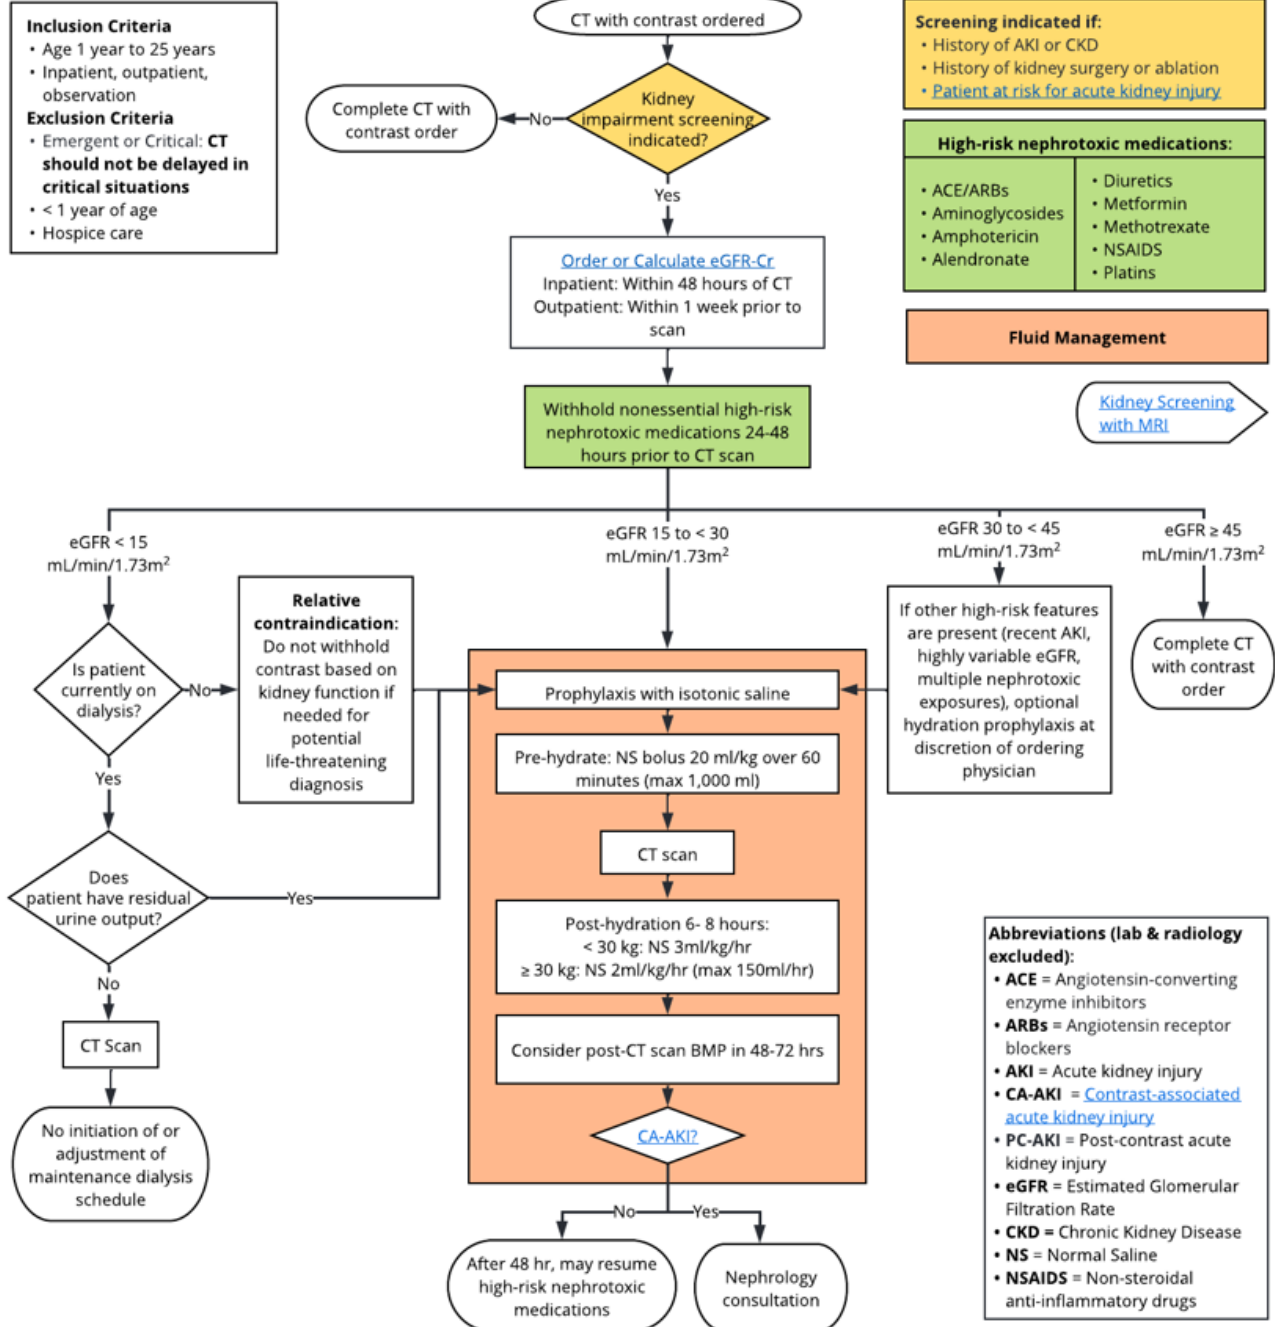 Inclusion Criteria
• Age 1 year to 25 years
• Inpatient, outpatient,
observation
Exclusion Criteria
• Emergent or Critical: CT
should not be delayed in
critical situations
• < 1 year of age
• Hospice care
CT with contrast ordered
Kidney
impairment screening
indicated?
No
Complete CT with
contrast order
Yes
Screening indicated if:
• History of AKI or CKD
• History of kidney surgery or ablation
• Patient at risk for acute kidney injury
High-risk nephrotoxic medications:
• ACE/ARBs
• Aminoglycosides
• Amphotericin
• Alendronate
• Diuretics
• Metformin
• Methotrexate
• NSAIDS
• Platins
Fluid Management
Kidney Screening
with MRI
Order or Calculate eGFR-Cr
Inpatient: Within 48 hours of CT
Outpatient: Within 1 week prior to
scan
Withhold nonessential high-risk
nephrotoxic medications 24-48
hours prior to CT scan
eGFR < 15
mL/min/1.73m²
eGFR 15 to < 30
mL/min/1.73m²
eGFR 30 to < 45
mL/min/1.73m²
eGFR ≥ 45
mL/min/1.73m²
Is patient
currently on
dialysis?
No
Relative
contraindication:
Do not withhold
contrast based on
kidney function if
needed for
potential
life-threatening
diagnosis
Yes
Does
patient have residual
urine output?
Yes
No
CT Scan
No initiation of or
adjustment of
maintenance dialysis
schedule
Prophylaxis with isotonic saline
Pre-hydrate: NS bolus 20 ml/kg over 60
minutes (max 1,000 ml)
CT scan
Post-hydration 6- 8 hours:
< 30 kg: NS 3ml/kg/hr
≥ 30 kg: NS 2ml/kg/hr (max 150ml/hr)
Consider post-CT scan BMP in 48-72 hrs
CA-AKI?
No
Yes
After 48 hr, may resume
high-risk nephrotoxic
medications
Nephrology
consultation
If other high-risk features
are present (recent AKI,
highly variable eGFR,
multiple nephrotoxic
exposures), optional
hydration prophylaxis at
discretion of ordering
physician
Complete CT
with contrast
order
Abbreviations (lab & radiology
excluded):
• ACE = Angiotensin-converting
enzyme inhibitors
• ARBs = Angiotensin receptor
blockers
• AKI = Acute kidney injury
• CA-AKI = Contrast-associated
acute kidney injury
• PC-AKI = Post-contrast acute
kidney injury
• eGFR = Estimated Glomerular
Filtration Rate
• CKD = Chronic Kidney Disease
• NS = Normal Saline
• NSAIDS = Non-steroidal
anti-inflammatory drugs